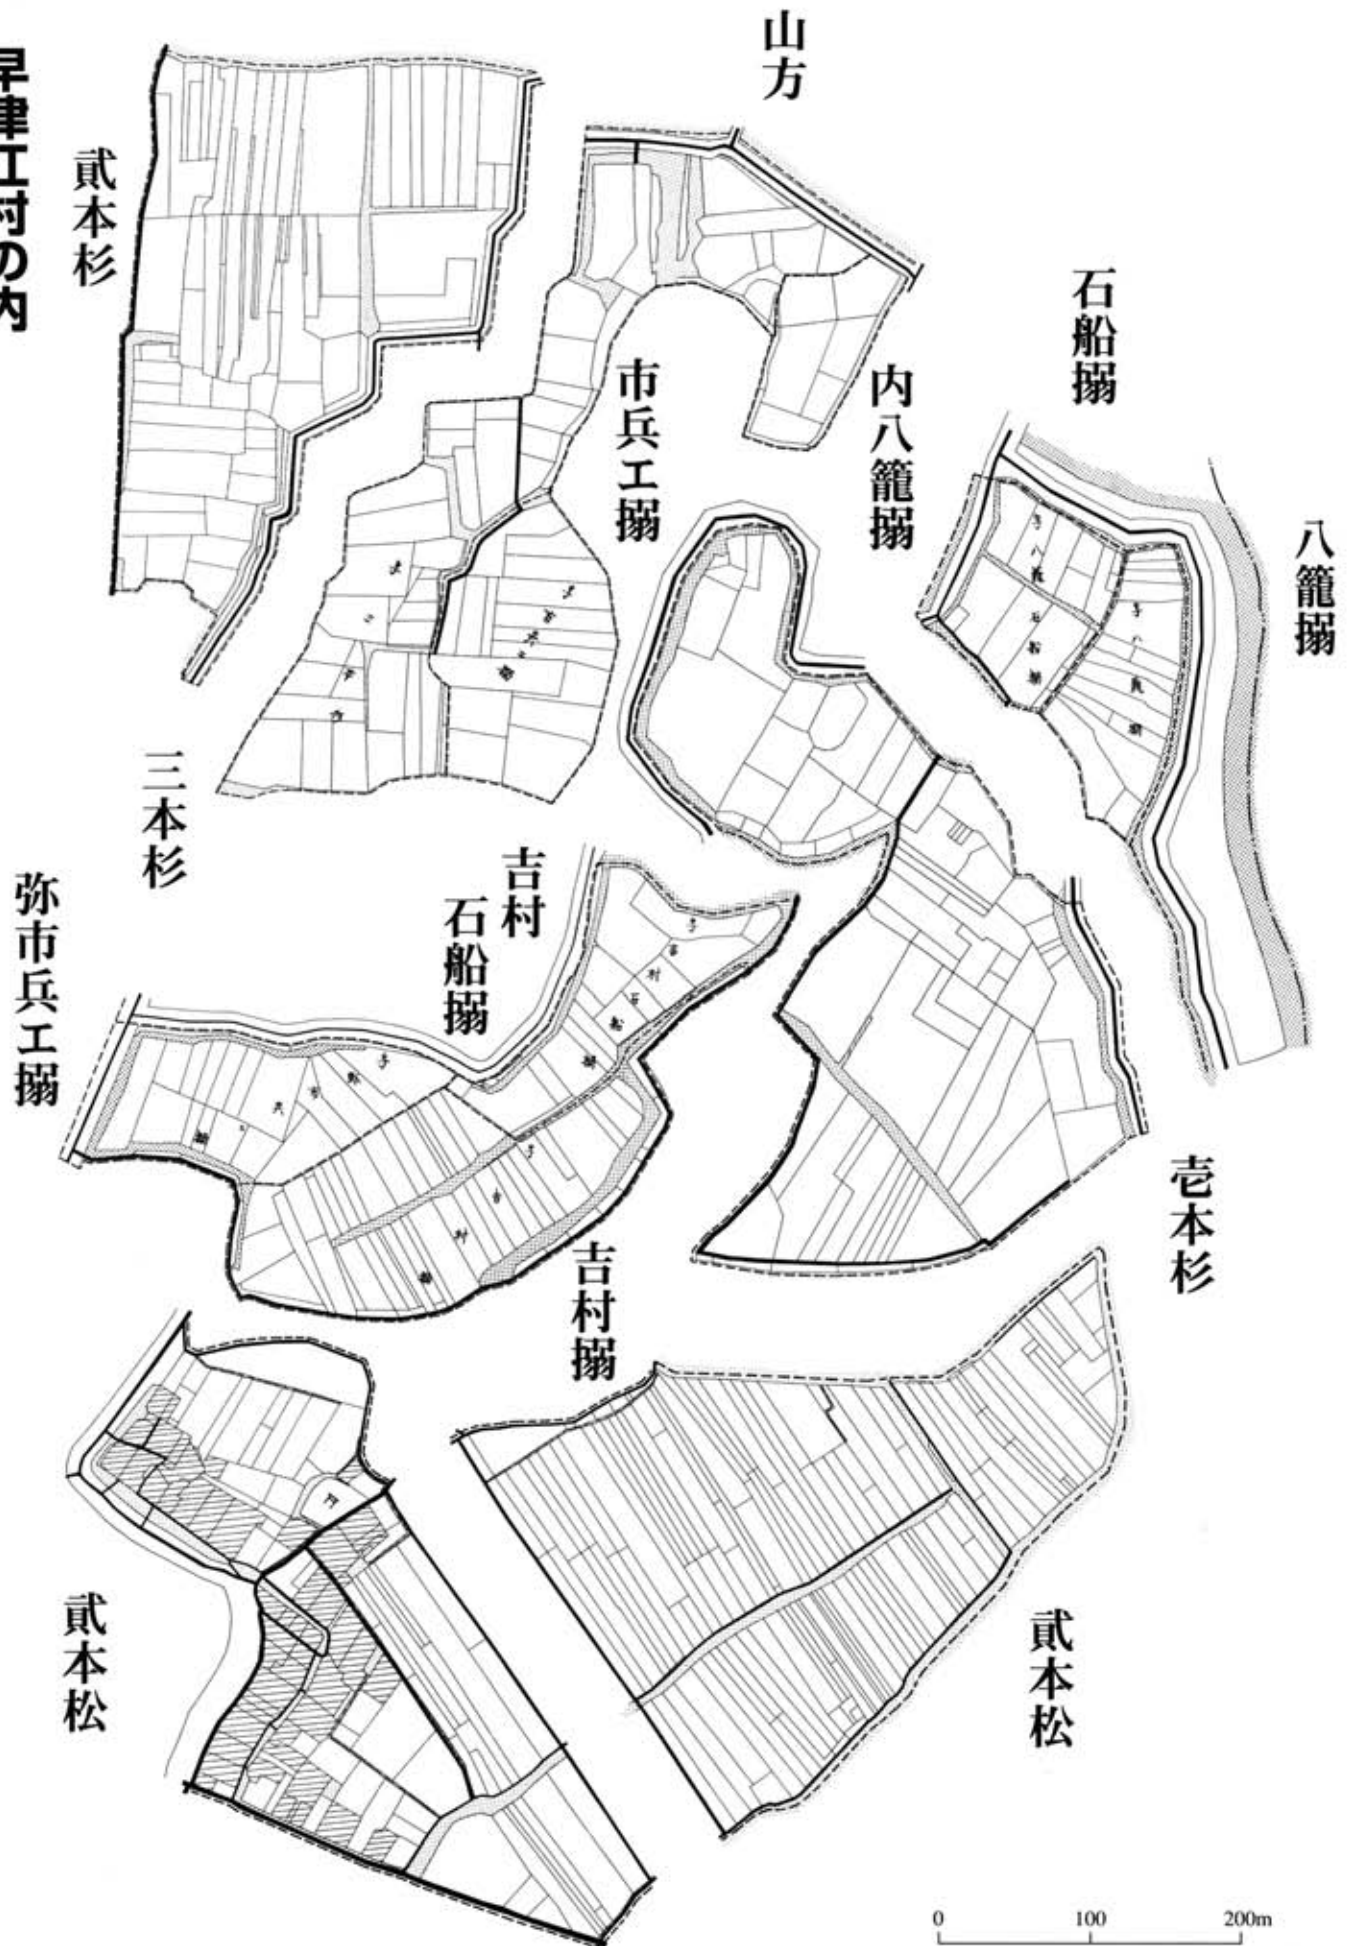 早津江村の内
山方
貳本杉
石船搦
市兵エ搦
内八籠搦
八籠搦
三本杉
吉村
石船搦
弥市兵エ搦
壱本杉
吉村搦
貳本松
貳本松
0 100 200m